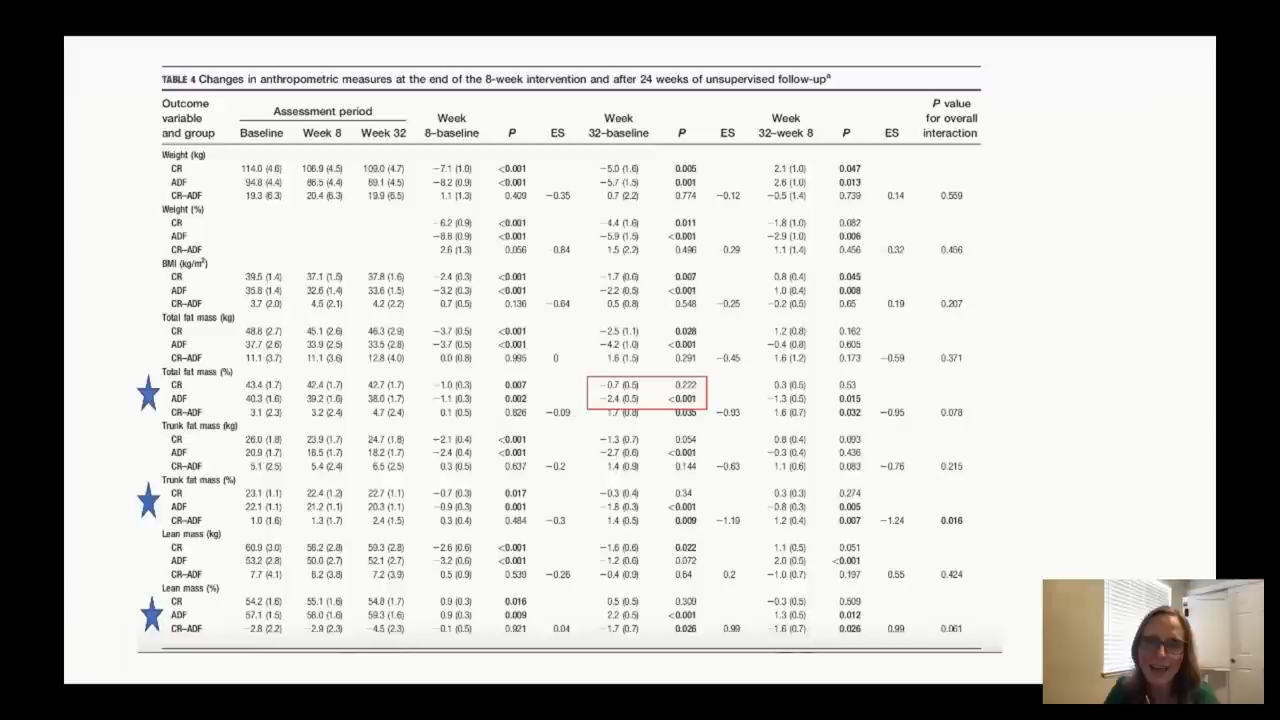 TABLE 4 Changes in anthropometric measures at the end of the 8-week intervention and after 24 weeks of unsupervised follow-up^a
Outcome variable and group Assessment period Week 8–baseline P ES Week 32–baseline P ES Week 32–week 8 P ES P value for overall interaction
Baseline Week 8 Week 32
Weight (kg)
CR 114.0 (4.6) 106.9 (4.5) 109.0 (4.7) −7.1 (1.0) <0.001 −5.0 (1.6) 0.005 2.1 (1.0) 0.047
ADF 94.8 (4.4) 86.5 (4.4) 89.1 (4.5) −8.2 (0.9) <0.001 −5.7 (1.5) 0.001 2.6 (1.0) 0.013
CR–ADF 19.3 (6.3) 20.4 (6.3) 19.9 (6.5) 1.1 (1.3) 0.409 −0.35 0.7 (2.2) 0.774 −0.12 −0.5 (1.4) 0.739 0.14 0.559
Weight (%)
CR −6.2 (0.9) <0.001 −4.4 (1.6) 0.011 −1.8 (1.0) 0.082
ADF −8.8 (0.9) <0.001 −5.9 (1.5) <0.001 −2.9 (1.0) 0.006
CR–ADF 2.6 (1.3) 0.056 −0.84 1.5 (2.2) 0.496 −0.29 1.1 (1.4) 0.456 0.32 0.456
BMI (kg/m²)
CR 39.5 (1.4) 37.1 (1.5) 37.8 (1.6) −2.4 (0.3) <0.001 −1.7 (0.6) 0.007 0.8 (0.4) 0.045
ADF 35.8 (1.4) 32.6 (1.4) 33.6 (1.5) −3.2 (0.3) <0.001 −2.2 (0.5) <0.001 1.0 (0.4) 0.008
CR–ADF 3.7 (2.0) 4.5 (2.1) 4.2 (2.2) 0.7 (0.5) 0.136 −0.64 0.5 (0.8) 0.548 −0.25 −0.2 (0.5) 0.65 0.19 0.207
Total fat mass (kg)
CR 48.8 (2.7) 45.1 (2.6) 46.3 (2.9) −3.7 (0.5) <0.001 −2.5 (1.1) 0.028 1.2 (0.8) 0.162
ADF 37.7 (2.6) 33.9 (2.5) 33.5 (2.8) −3.7 (0.5) <0.001 −4.2 (1.0) <0.001 −0.4 (0.8) 0.605
CR–ADF 11.1 (3.7) 11.1 (3.6) 12.8 (4.0) 0.0 (0.8) 0.995 0 1.6 (1.5) 0.291 −0.45 1.6 (1.2) 0.173 −0.59 0.371
Total fat mass (%)
CR 43.4 (1.7) 42.4 (1.7) 42.7 (1.7) −1.0 (0.3) 0.007 −0.7 (0.5) 0.222 0.3 (0.5) 0.53
ADF 40.3 (1.6) 39.2 (1.6) 38.0 (1.7) −1.1 (0.3) 0.002 −2.4 (0.5) <0.001 −1.3 (0.5) 0.015
CR–ADF 3.1 (2.3) 3.2 (2.4) 4.7 (2.4) 0.1 (0.5) 0.826 −0.09 1.7 (0.8) 0.035 −0.93 1.6 (0.7) 0.032 −0.95 0.078
Trunk fat mass (kg)
CR 26.0 (1.8) 23.9 (1.7) 24.7 (1.8) −2.1 (0.4) <0.001 −1.3 (0.7) 0.054 0.8 (0.4) 0.093
ADF 20.9 (1.7) 18.5 (1.7) 18.2 (1.7) −2.4 (0.4) <0.001 −2.7 (0.6) <0.001 −0.3 (0.4) 0.436
CR–ADF 5.1 (2.5) 5.4 (2.4) 6.5 (2.5) 0.3 (0.5) 0.637 −0.2 1.4 (0.9) 0.144 −0.63 1.1 (0.6) 0.083 −0.76 0.215
Trunk fat mass (%)
CR 23.1 (1.1) 22.4 (1.2) 22.7 (1.1) −0.7 (0.3) 0.017 −0.3 (0.4) 0.34 0.3 (0.3) 0.274
ADF 22.1 (1.1) 21.2 (1.1) 20.3 (1.1) −0.9 (0.3) 0.001 −1.8 (0.3) <0.001 −0.8 (0.3) 0.005
CR–ADF 1.0 (1.6) 1.3 (1.7) 2.4 (1.5) 0.3 (0.4) 0.484 −0.3 1.4 (0.5) 0.009 −1.19 1.2 (0.4) 0.007 −1.24 0.016
Lean mass (kg)
CR 60.9 (3.0) 58.2 (2.8) 59.3 (2.8) −2.6 (0.6) <0.001 −1.6 (0.6) 0.022 1.1 (0.5) 0.051
ADF 53.2 (2.8) 50.0 (2.7) 52.1 (2.7) −3.2 (0.6) <0.001 −1.2 (0.6) 0.072 2.0 (0.5) <0.001
CR–ADF 7.7 (4.1) 8.2 (3.8) 7.2 (3.9) 0.5 (0.9) 0.539 −0.26 −0.4 (0.9) 0.64 0.2 −1.0 (0.7) 0.197 0.55 0.424
Lean mass (%)
CR 54.2 (1.6) 55.1 (1.6) 54.8 (1.7) 0.9 (0.3) 0.016 0.5 (0.5) 0.309 −0.3 (0.5) 0.509
ADF 57.1 (1.5) 58.0 (1.6) 59.3 (1.6) 0.9 (0.3) 0.009 2.2 (0.5) <0.001 1.3 (0.5) 0.012
CR–ADF −2.8 (2.2) −2.9 (2.3) −4.5 (2.3) −0.1 (0.5) 0.921 0.04 −1.7 (0.7) 0.026 0.99 −1.6 (0.7) 0.026 0.99 0.061